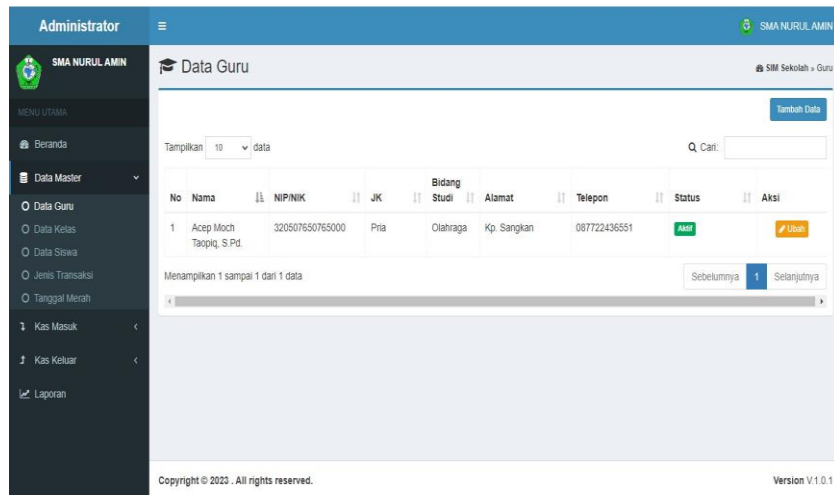 Administrator
SMA NURUL AMIN
SMA NURUL AMIN
MENU UTAMA
Beranda
Data Master
Data Guru
Data Kelas
Data Siswa
Jenis Transaksi
Tanggal Merah
Kas Masuk
Kas Keluar
Laporan
Data Guru
SIM Sekolah » Guru
Tambah Data
Tampilkan 10 data
Cari:
No Nama NIP/NIK JK Bidang Studi Alamat Telepon Status Aksi
1 Acep Moch Taopiq, S.Pd. 320507650765000 Pria Olahraga Kp. Sangkan 087722436551 Aktif Ubah
Menampilkan 1 sampai 1 dari 1 data
Sebelumnya 1 Selanjutnya
Copyright © 2023 . All rights reserved.
Version V.1.0.1